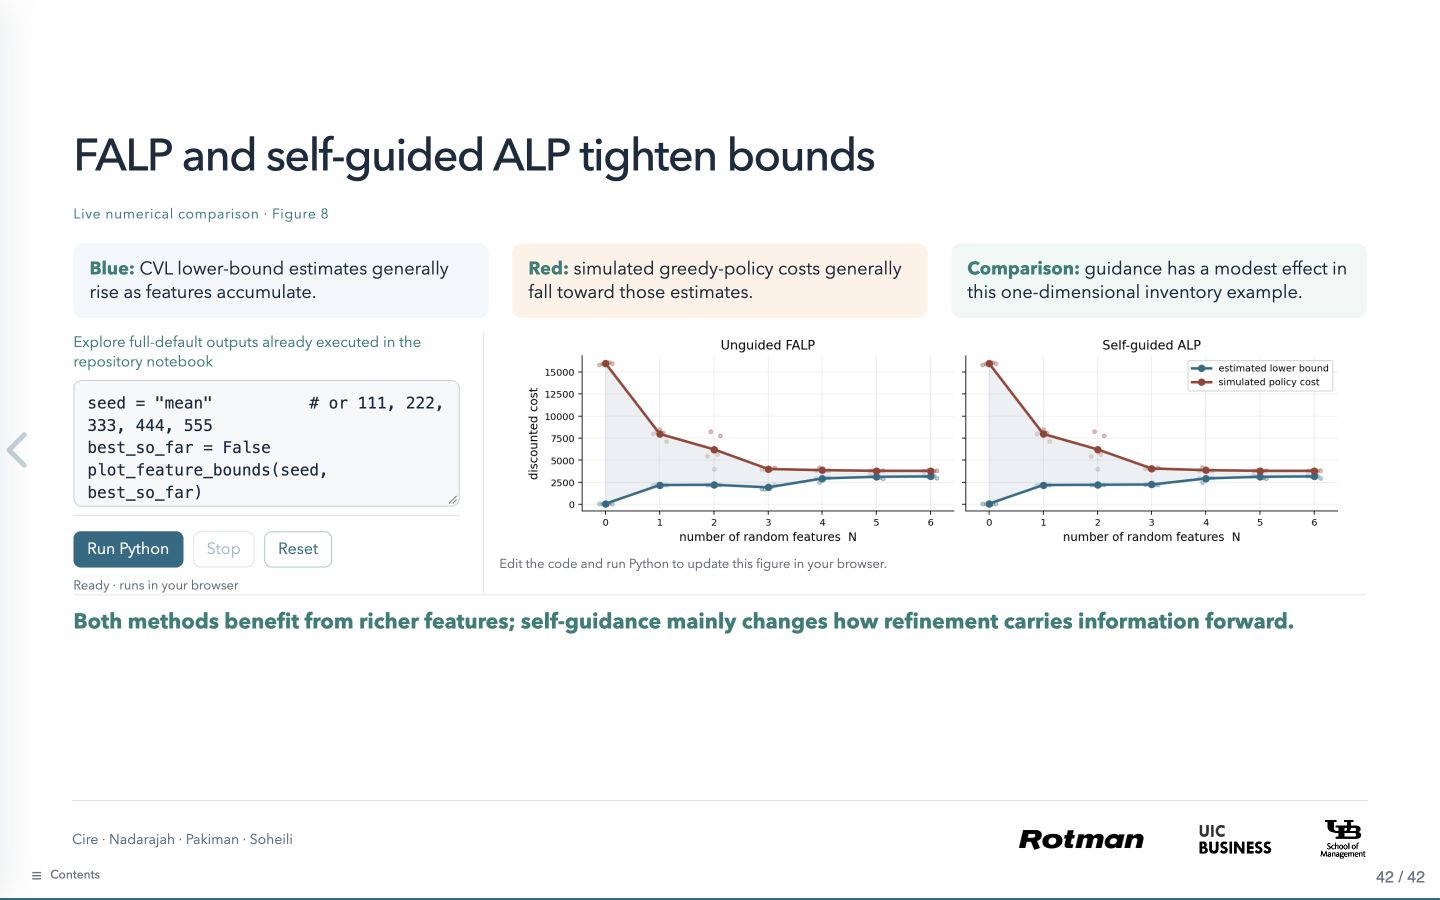 FALP and self-guided ALP tighten bounds
Live numerical comparison · Figure 8
Blue: CVL lower-bound estimates generally
rise as features accumulate.
Red: simulated greedy-policy costs generally
fall toward those estimates.
Comparison: guidance has a modest effect in
this one-dimensional inventory example.
Explore full-default outputs already executed in the
repository notebook
seed = "mean"          # or 111, 222,
333, 444, 555
best_so_far = False
plot_feature_bounds(seed,
best_so_far)
Run Python
Stop
Reset
Ready · runs in your browser
Unguided FALP
discounted cost
15000
12500
10000
7500
5000
2500
0
0 1 2 3 4 5 6
number of random features N
Self-guided ALP
estimated lower bound
simulated policy cost
0 1 2 3 4 5 6
number of random features N
Edit the code and run Python to update this figure in your browser.
Both methods benefit from richer features; self-guidance mainly changes how refinement carries information forward.
Cire · Nadarajah · Pakiman · Soheili
Rotman
UIC
BUSINESS
UB
School of
Management
≡ Contents
42 / 42